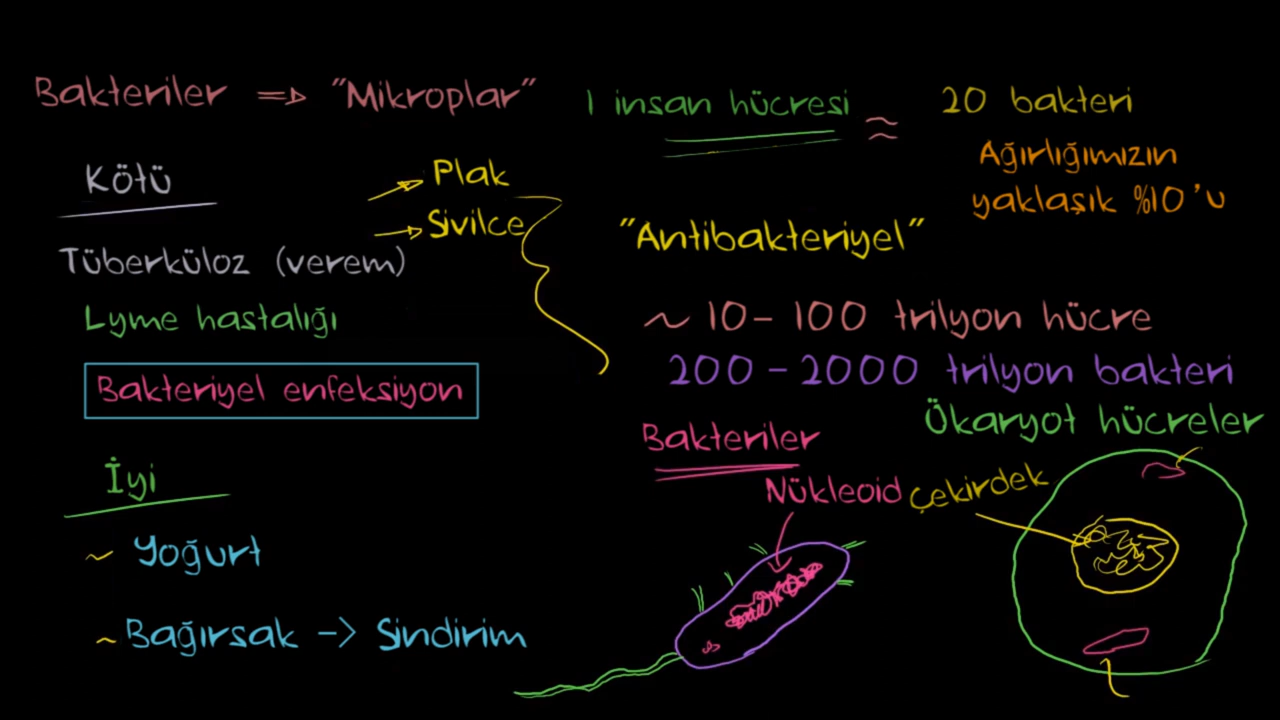 Bakteriler => "Mikroplar"
Kötü
Plak
Sivilce
Tüberküloz (verem)
Lyme hastalığı
Bakteriyel enfeksiyon
İyi
~ Yoğurt
~ Bağırsak -> Sindirim
1 insan hücresi ≈ 20 bakteri
Ağırlığımızın
yaklaşık %10'u
"Antibakteriyel"
~ 10 - 100 trilyon hücre
200 - 2000 trilyon bakteri
Bakteriler
Ükaryot hücreler
Nükleoid
Çekirdek